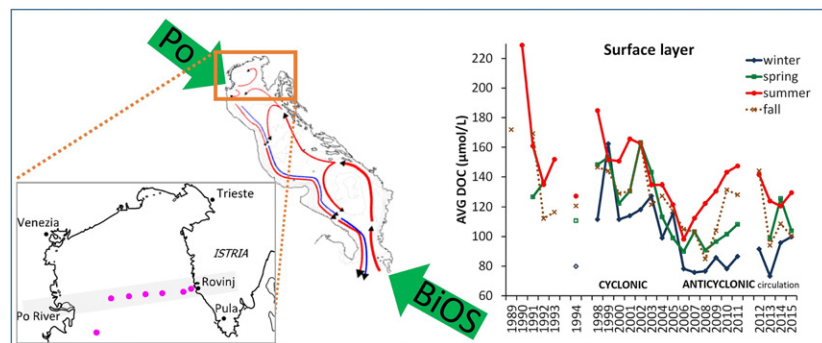 Po
BiOS
Trieste
Venezia
ISTRIA
Rovinj
Po River
Pula
Surface layer
AVG DOC (µmol/L)
220
200
180
160
140
120
100
80
60
winter
spring
summer
fall
CYCLONIC
ANTICYCLONIC circulation
1989
1990
1991
1992
1993
1994
1998
1999
2000
2001
2002
2003
2004
2005
2006
2007
2008
2009
2010
2011
2012
2013
2014
2015